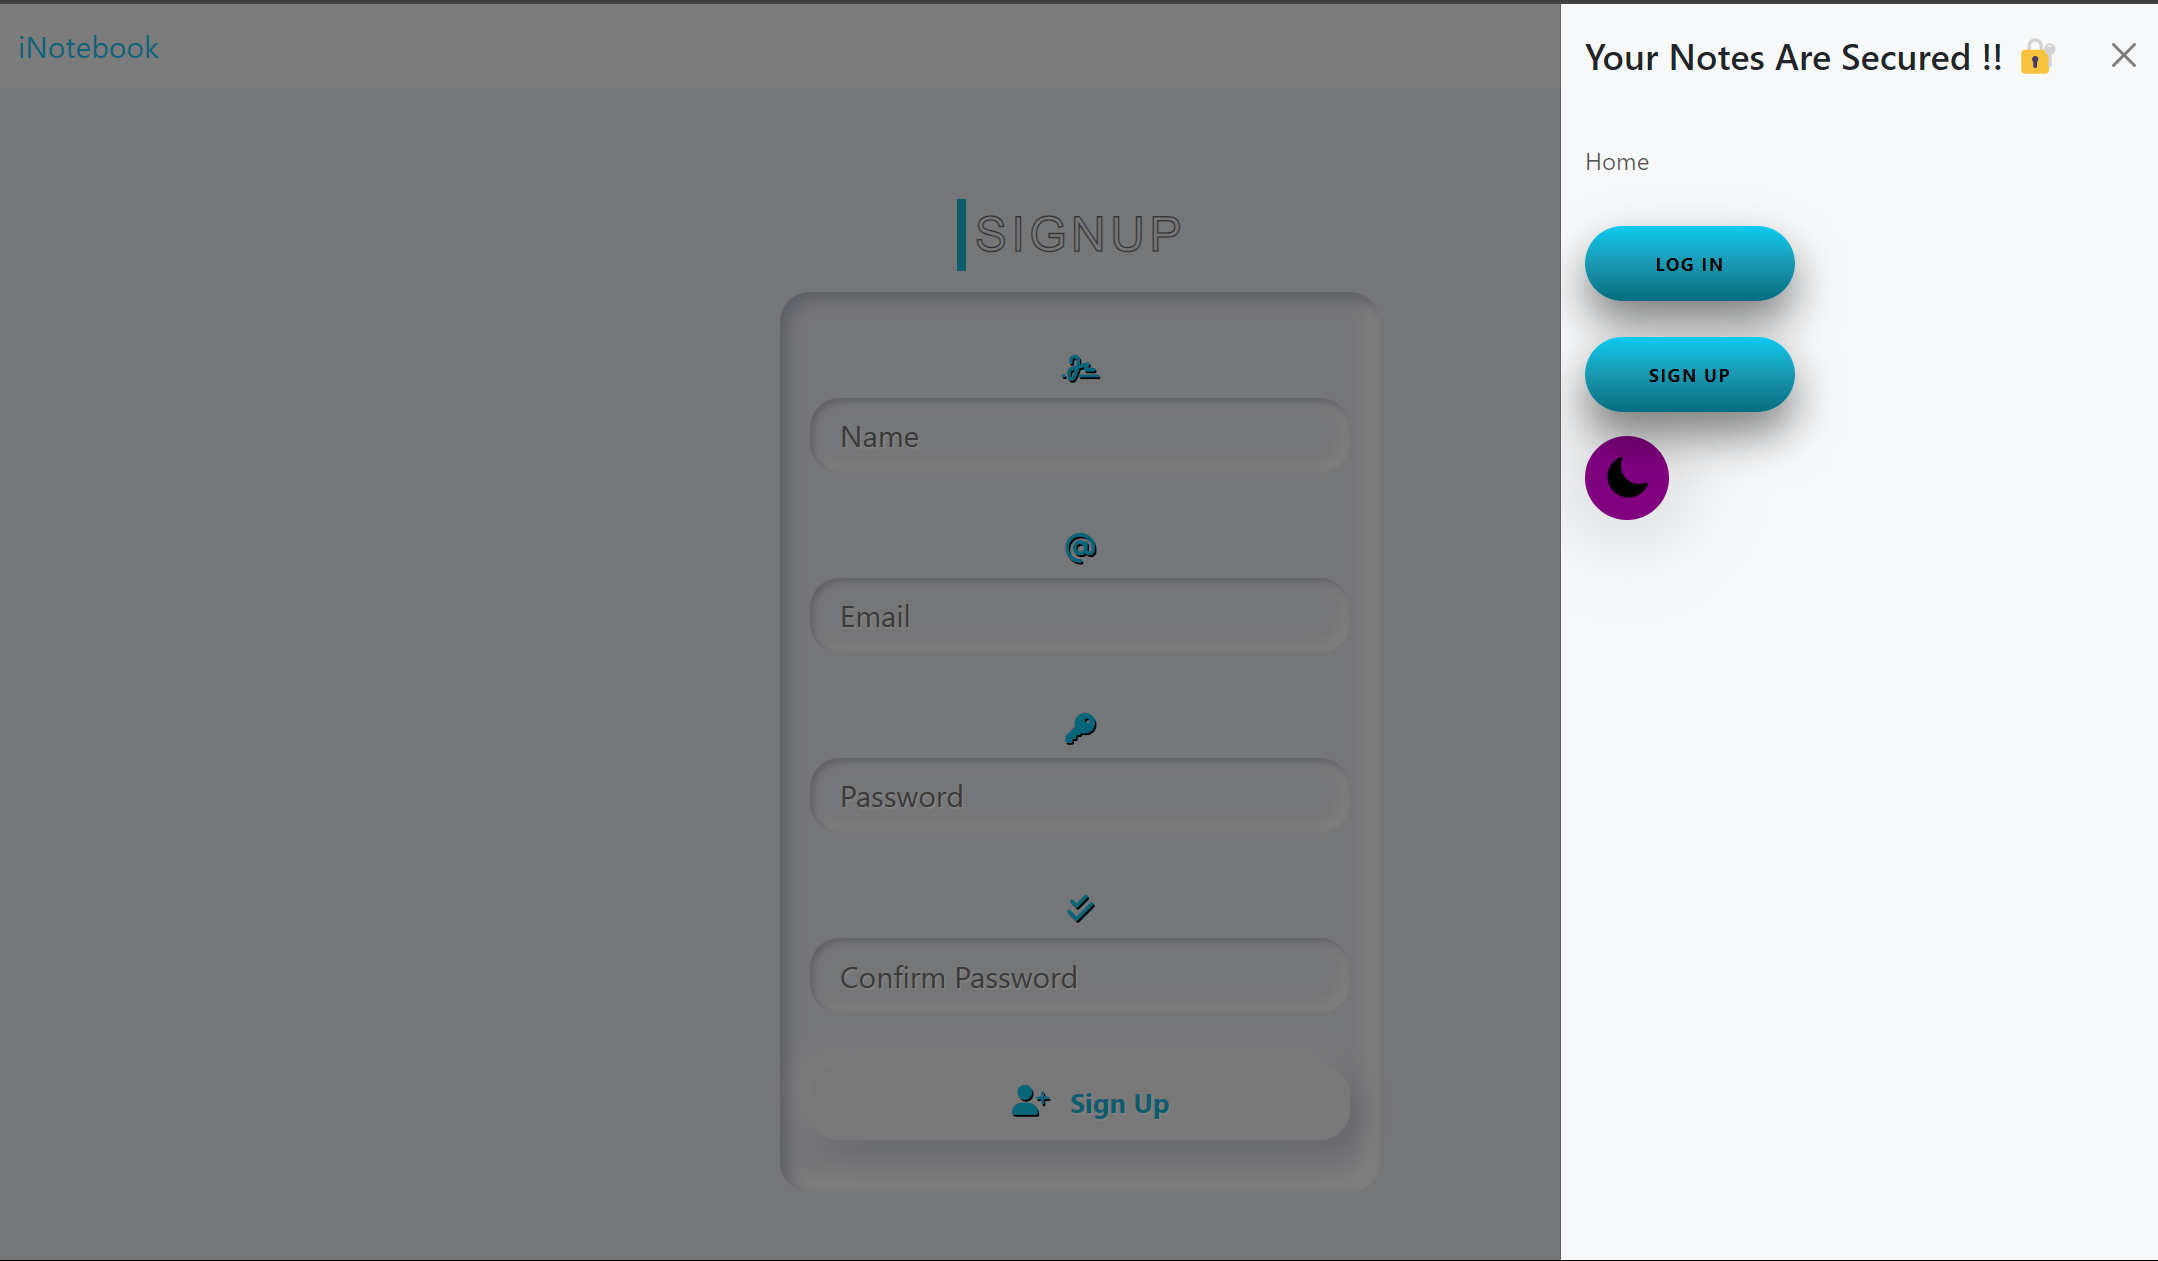 iNotebook
SIGNUP
Name
@
Email
Password
Confirm Password
Sign Up
Your Notes Are Secured !! 🔐
Home
LOG IN
SIGN UP